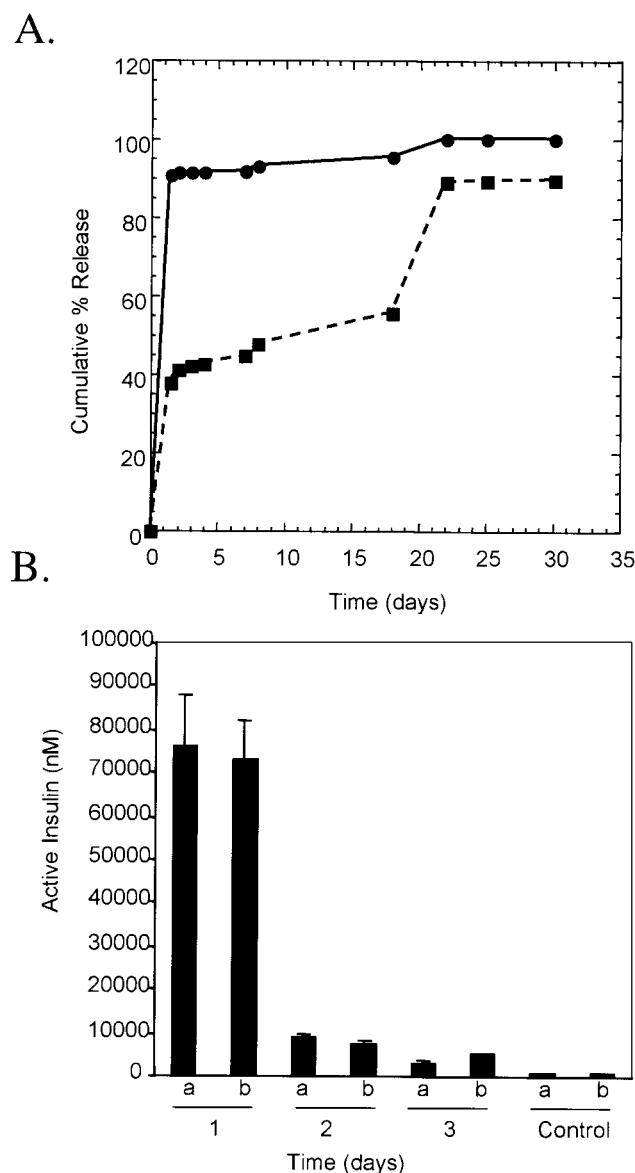 A.
120
100
80
60
40
20
0
Cumulative % Release
0 5 10 15 20 25 30 35
Time (days)
B.
100000
90000
80000
70000
60000
50000
40000
30000
20000
10000
0
Active Insulin (nM)
a b a b a b a b
1 2 3 Control
Time (days)